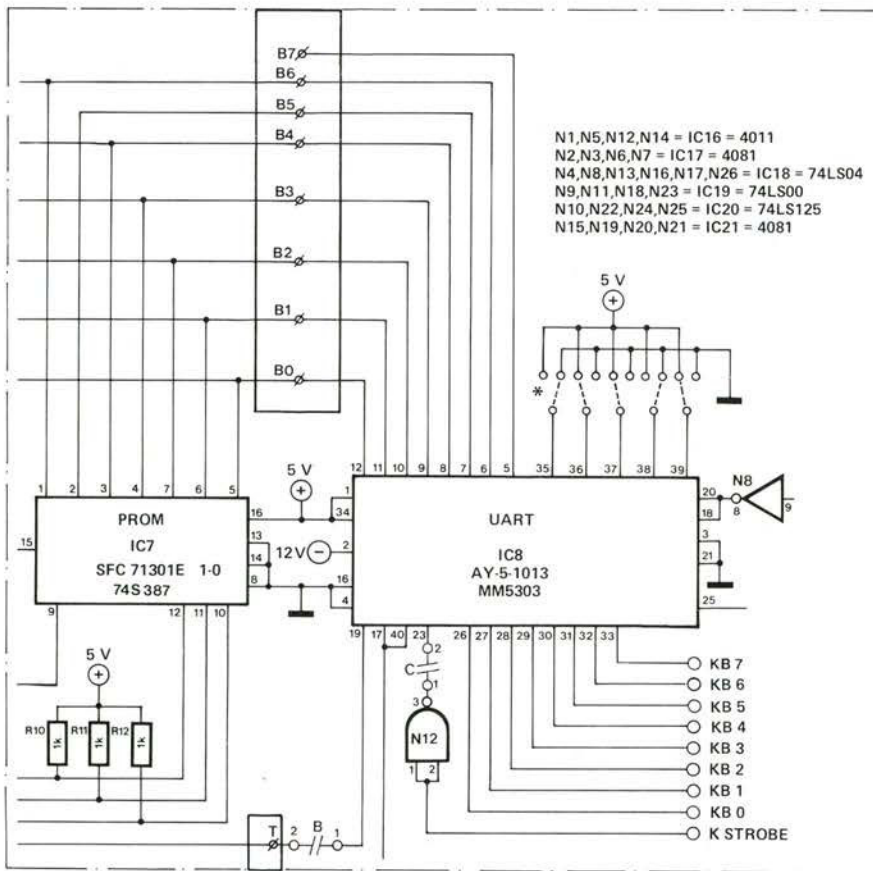 B7
B6
B5
B4
B3
B2
B1
B0
N1,N5,N12,N14 = IC16 = 4011
N2,N3,N6,N7 = IC17 = 4081
N4,N8,N13,N16,N17,N26 = IC18 = 74LS04
N9,N11,N18,N23 = IC19 = 74LS00
N10,N22,N24,N25 = IC20 = 74LS125
N15,N19,N20,N21 = IC21 = 4081
5 V
+
*
1 2 3 4 7 6 5
5 V
+
12 11 10 9 8 7 6 5
35 36 37 38 39
PROM
IC7
SFC 71301E 1-0
74S387
15
16
13
14
8
9
12 11 10
12V
UART
IC8
AY-5-1013
MM5303
1
34
2
16
4
20
18
3
21
25
N8
8
9
19 17 40 23 26 27 28 29 30 31 32 33
5 V
+
R10
1k
R11
1k
R12
1k
2
C
1
3
N12
1 2
KB 7
KB 6
KB 5
KB 4
KB 3
KB 2
KB 1
KB 0
K STROBE
T
2 B 1